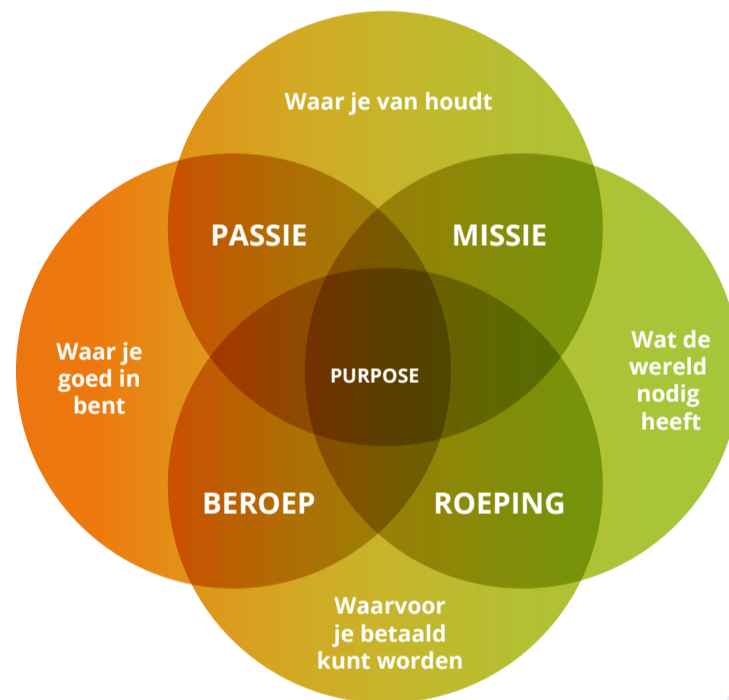 Waar je van houdt
PASSIE
MISSIE
Waar je
goed in
bent
PURPOSE
Wat de
wereld
nodig
heeft
BEROEP
ROEPING
Waarvoor
je betaald
kunt worden